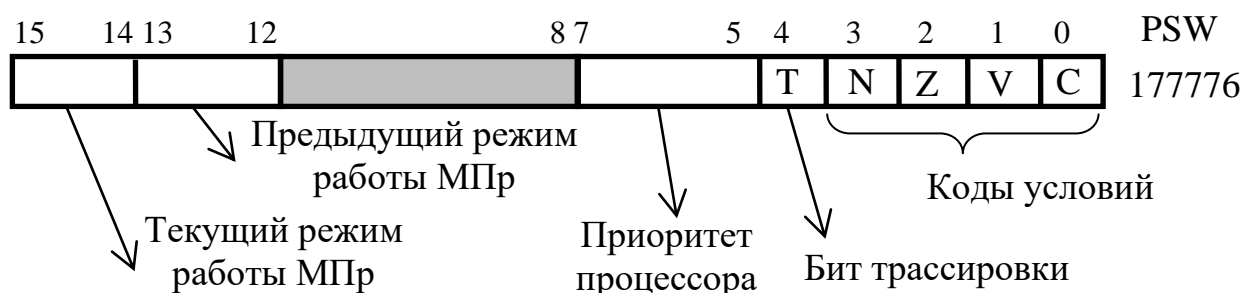 15 14 13 12 8 7 5 4 3 2 1 0 PSW
T N Z V C 177776
Предыдущий режим
работы МПр
Коды условий
Текущий режим
работы МПр
Приоритет
процессора
Бит трассировки